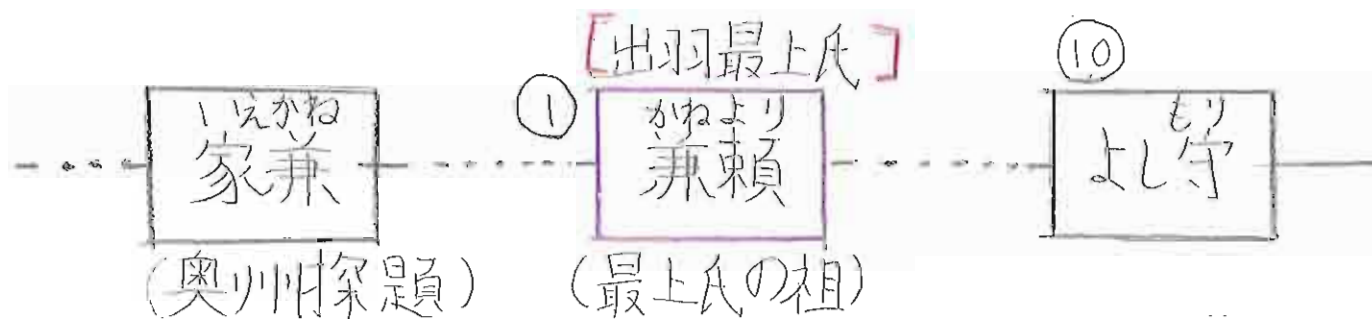 [出羽最上氏]
⑩
①
いえかね
家兼
かねより
兼頼
もり
よし守
(奥州探題)
(最上氏の祖)